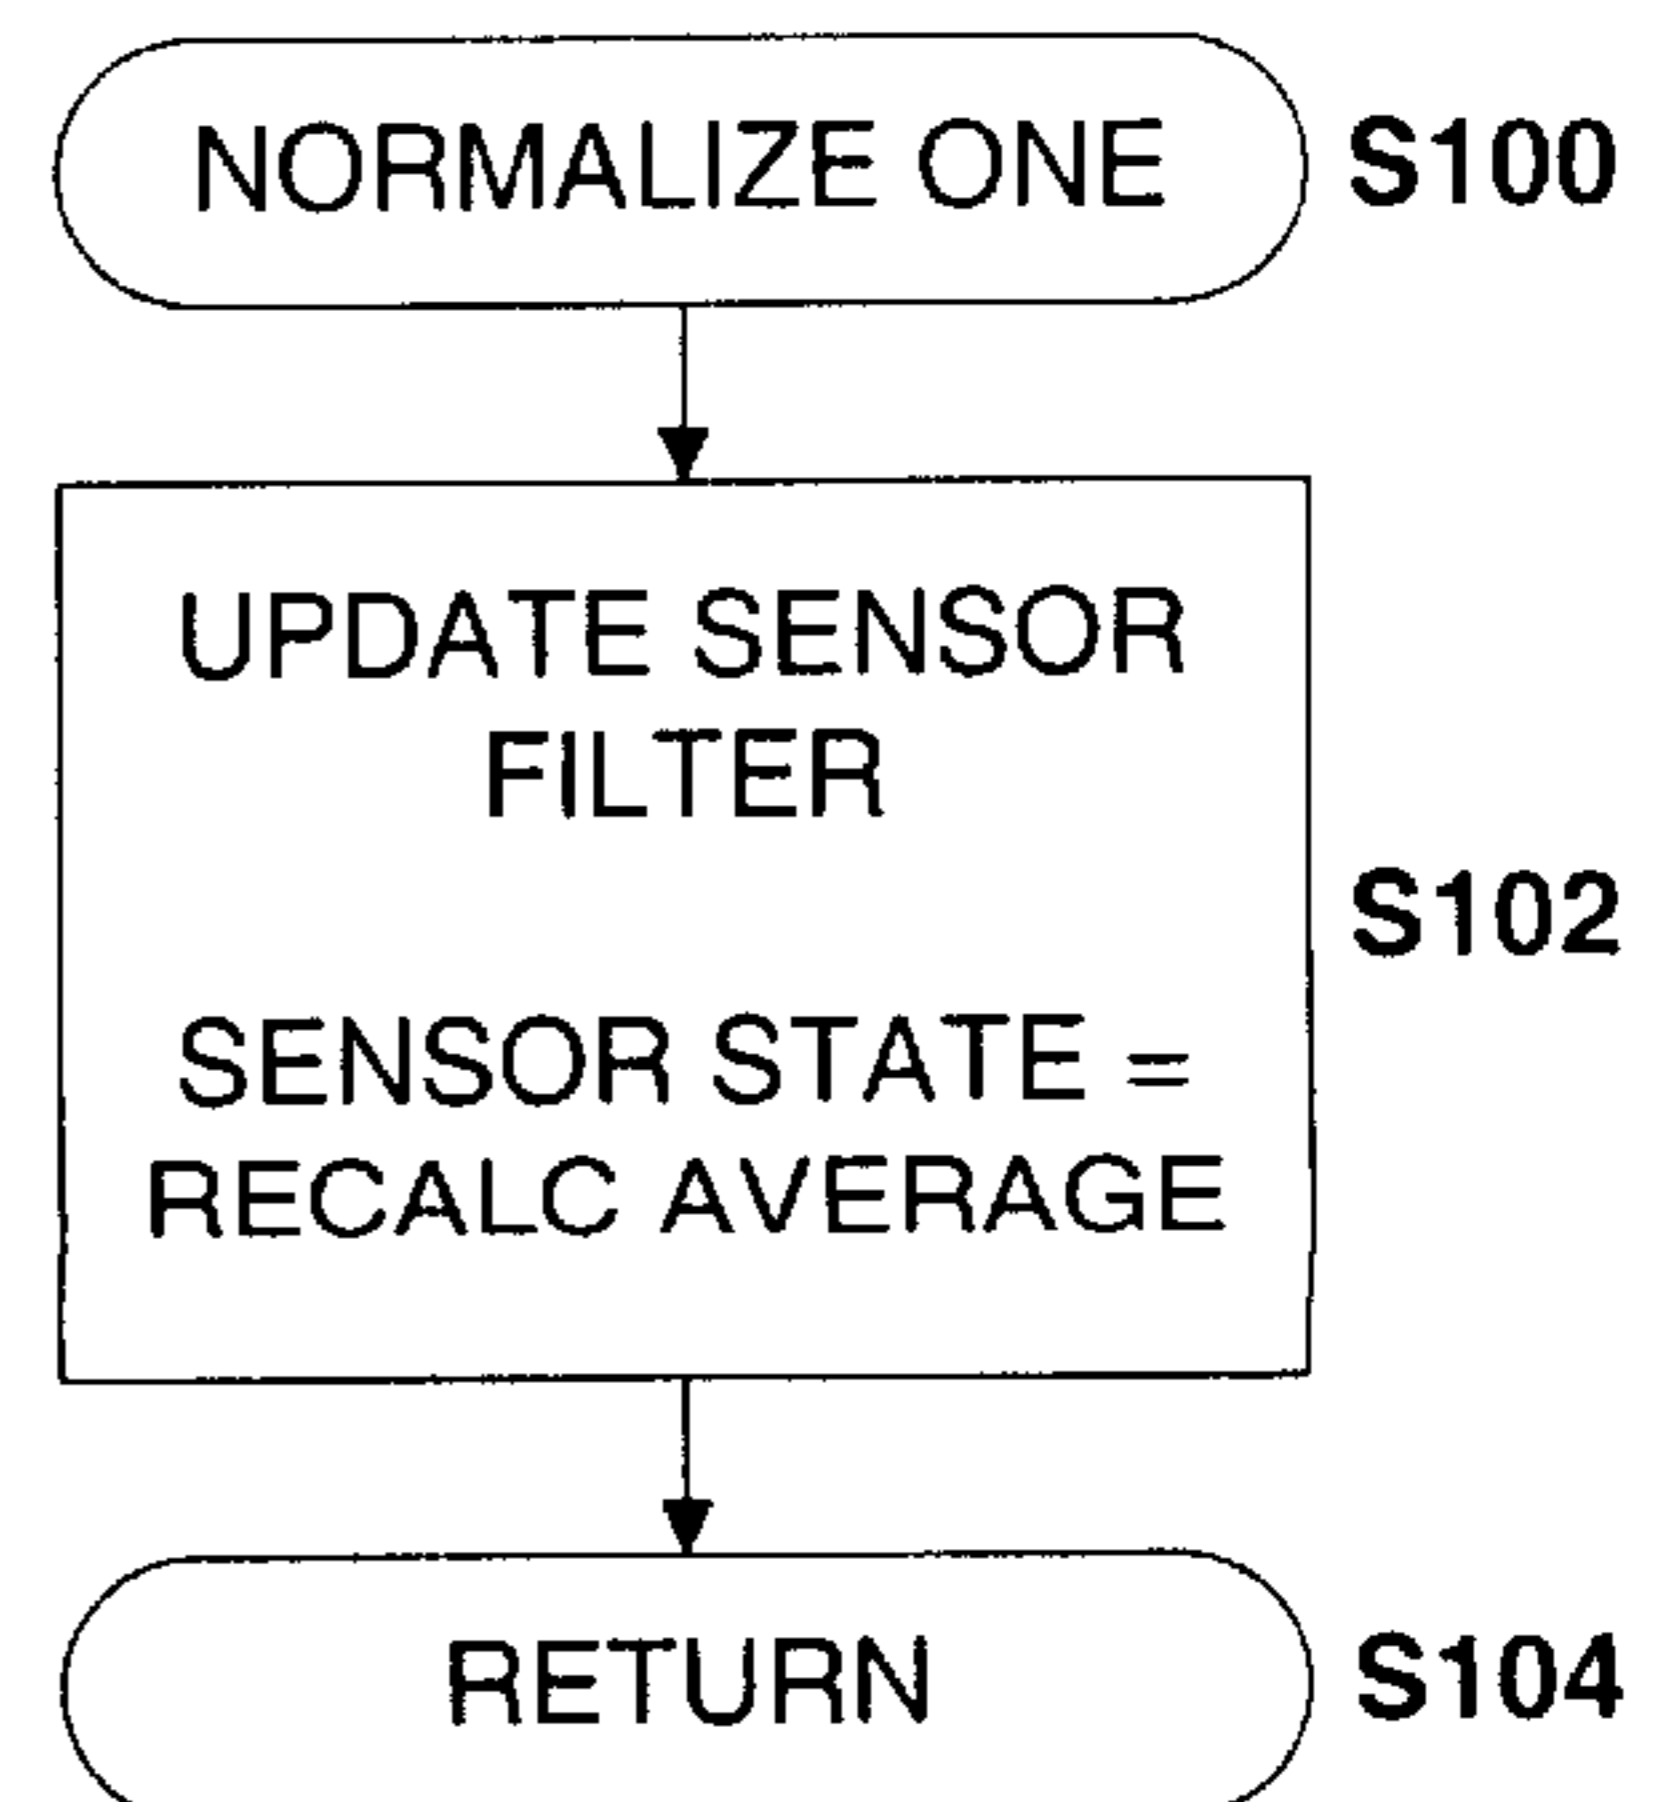 NORMALIZE ONE S100
UPDATE SENSOR
FILTER
S102
SENSOR STATE =
RECALC AVERAGE
RETURN S104